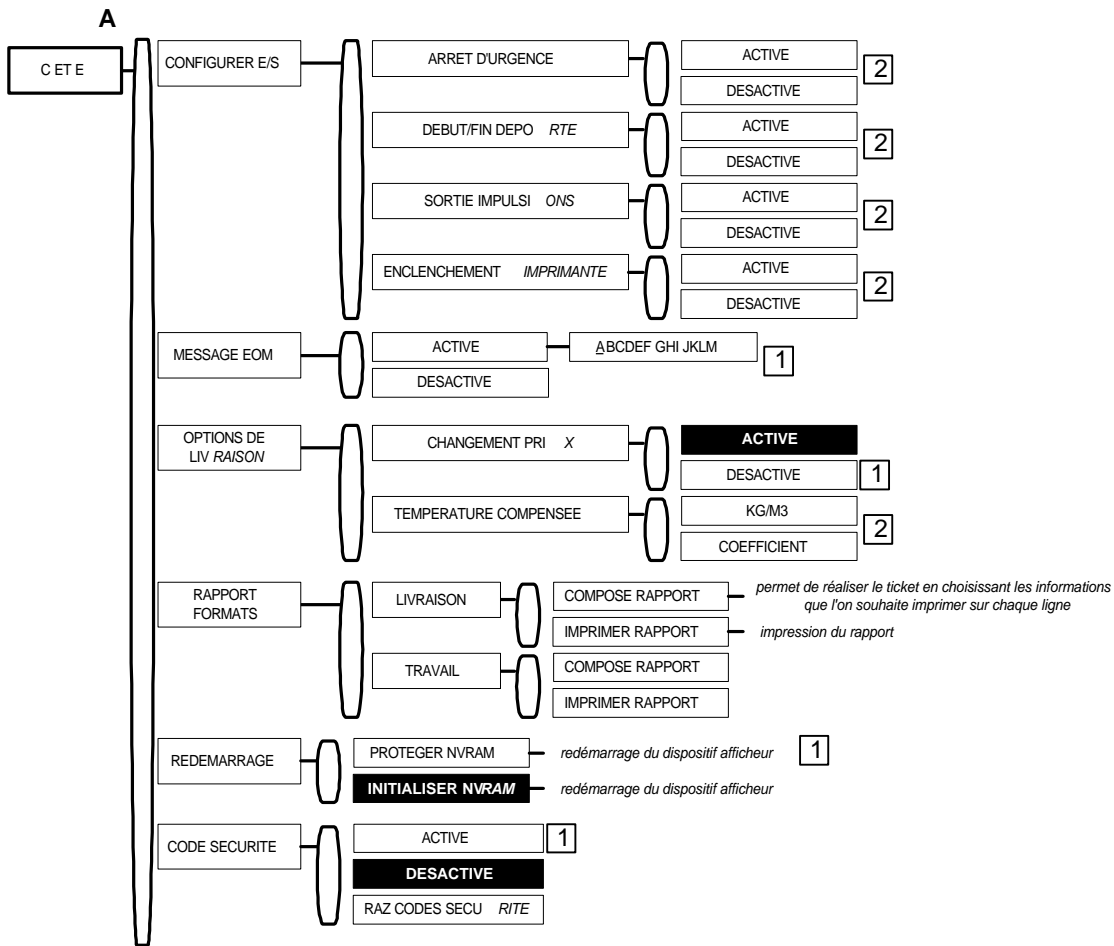 A
C ET E
CONFIGURER E/S
ARRET D'URGENCE
ACTIVE
DESACTIVE
2
DEBUT/FIN DEPO RTE
ACTIVE
DESACTIVE
2
SORTIE IMPULSI ONS
ACTIVE
DESACTIVE
2
ENCLENCHEMENT IMPRIMANTE
ACTIVE
DESACTIVE
2
MESSAGE EOM
ACTIVE
ABCDEF GHI JKLM
DESACTIVE
1
OPTIONS DE
LIV RAISON
CHANGEMENT PRI X
ACTIVE
DESACTIVE
1
TEMPERATURE COMPENSEE
KG/M3
COEFFICIENT
2
RAPPORT
FORMATS
LIVRAISON
COMPOSE RAPPORT
permet de réaliser le ticket en choisissant les informations
que l'on souhaite imprimer sur chaque ligne
IMPRIMER RAPPORT
impression du rapport
TRAVAIL
COMPOSE RAPPORT
IMPRIMER RAPPORT
REDEMARRAGE
PROTEGER NVRAM
redémarrage du dispositif afficheur
1
INITIALISER NVRAM
redémarrage du dispositif afficheur
CODE SECURITE
ACTIVE
1
DESACTIVE
RAZ CODES SECU RITE